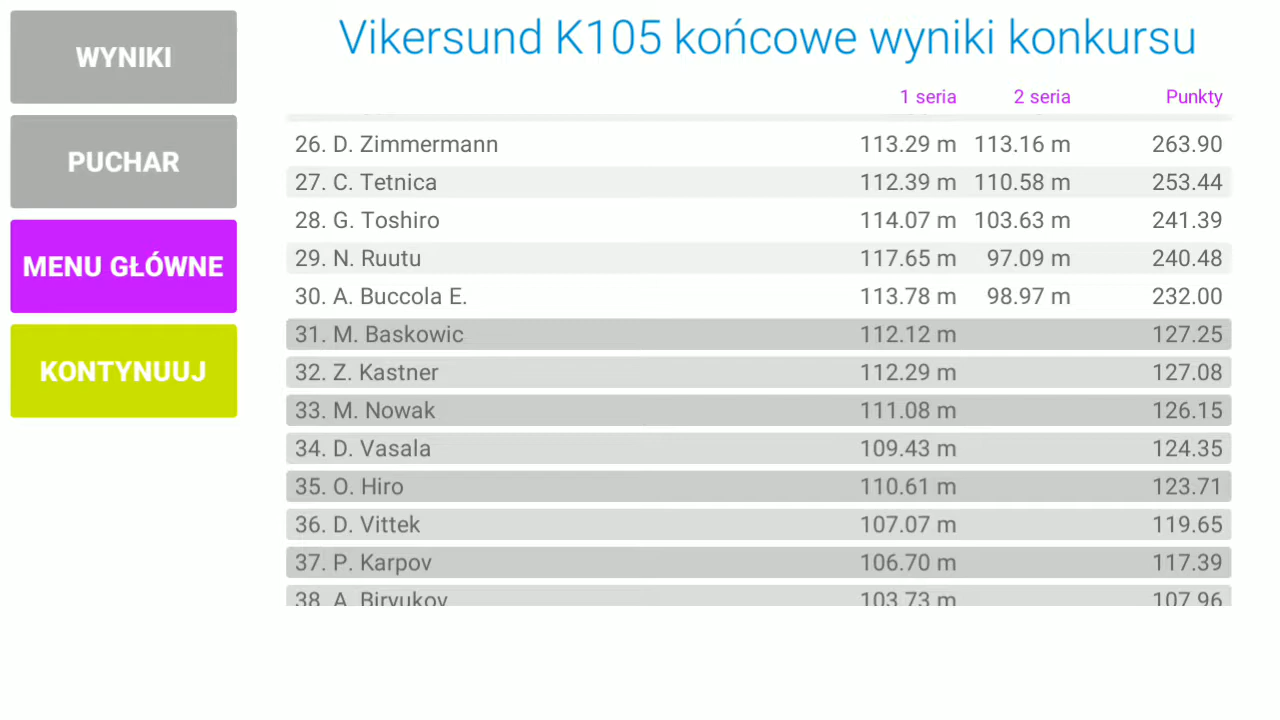 WYNIKI
PUCHAR
MENU GŁÓWNE
KONTYNUUJ
Vikersund K105 końcowe wyniki konkursu
1 seria 2 seria Punkty
26. D. Zimmermann 113.29 m 113.16 m 263.90
27. C. Tetnica 112.39 m 110.58 m 253.44
28. G. Toshiro 114.07 m 103.63 m 241.39
29. N. Ruutu 117.65 m 97.09 m 240.48
30. A. Buccola E. 113.78 m 98.97 m 232.00
31. M. Baskowic 112.12 m 127.25
32. Z. Kastner 112.29 m 127.08
33. M. Nowak 111.08 m 126.15
34. D. Vasala 109.43 m 124.35
35. O. Hiro 110.61 m 123.71
36. D. Vittek 107.07 m 119.65
37. P. Karpov 106.70 m 117.39
38. A. Biryukov 103.73 m 107.96